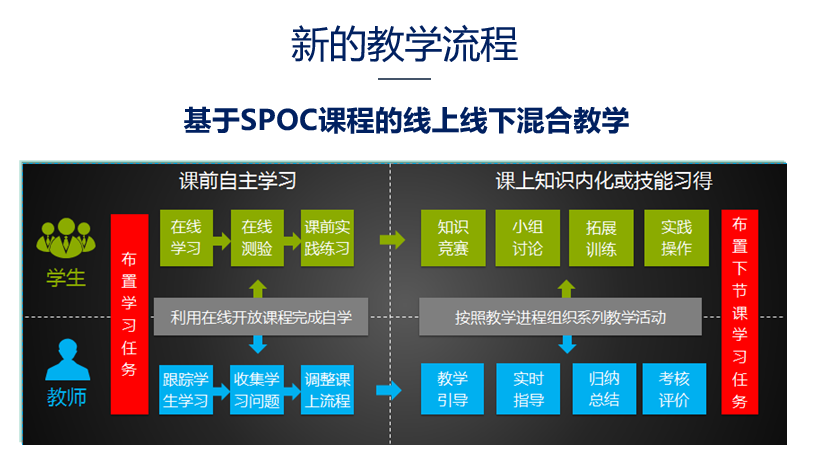 新的教学流程
基于SPOC课程的线上线下混合教学
课前自主学习
课上知识内化或技能习得
学生
布置学习任务
在线
学习
在线
测验
课前实
践练习
知识
竞赛
小组
讨论
拓展
训练
实践
操作
布置下节课学习任务
利用在线开放课程完成自学
按照教学进程组织系列教学活动
教师
跟踪学
生学习
收集学
习问题
调整课
上流程
教学
引导
实时
指导
归纳
总结
考核
评价